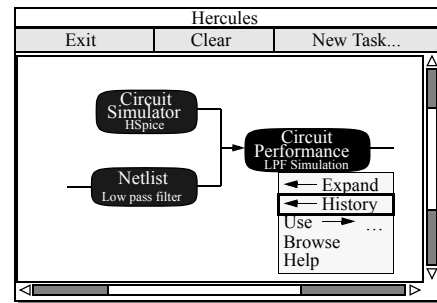 Hercules
Exit Clear New Task...
Circuit
Simulator
HSpice
Circuit
Performance
LPF Simulation
Netlist
Low pass filter
Expand
History
Use ...
Browse
Help